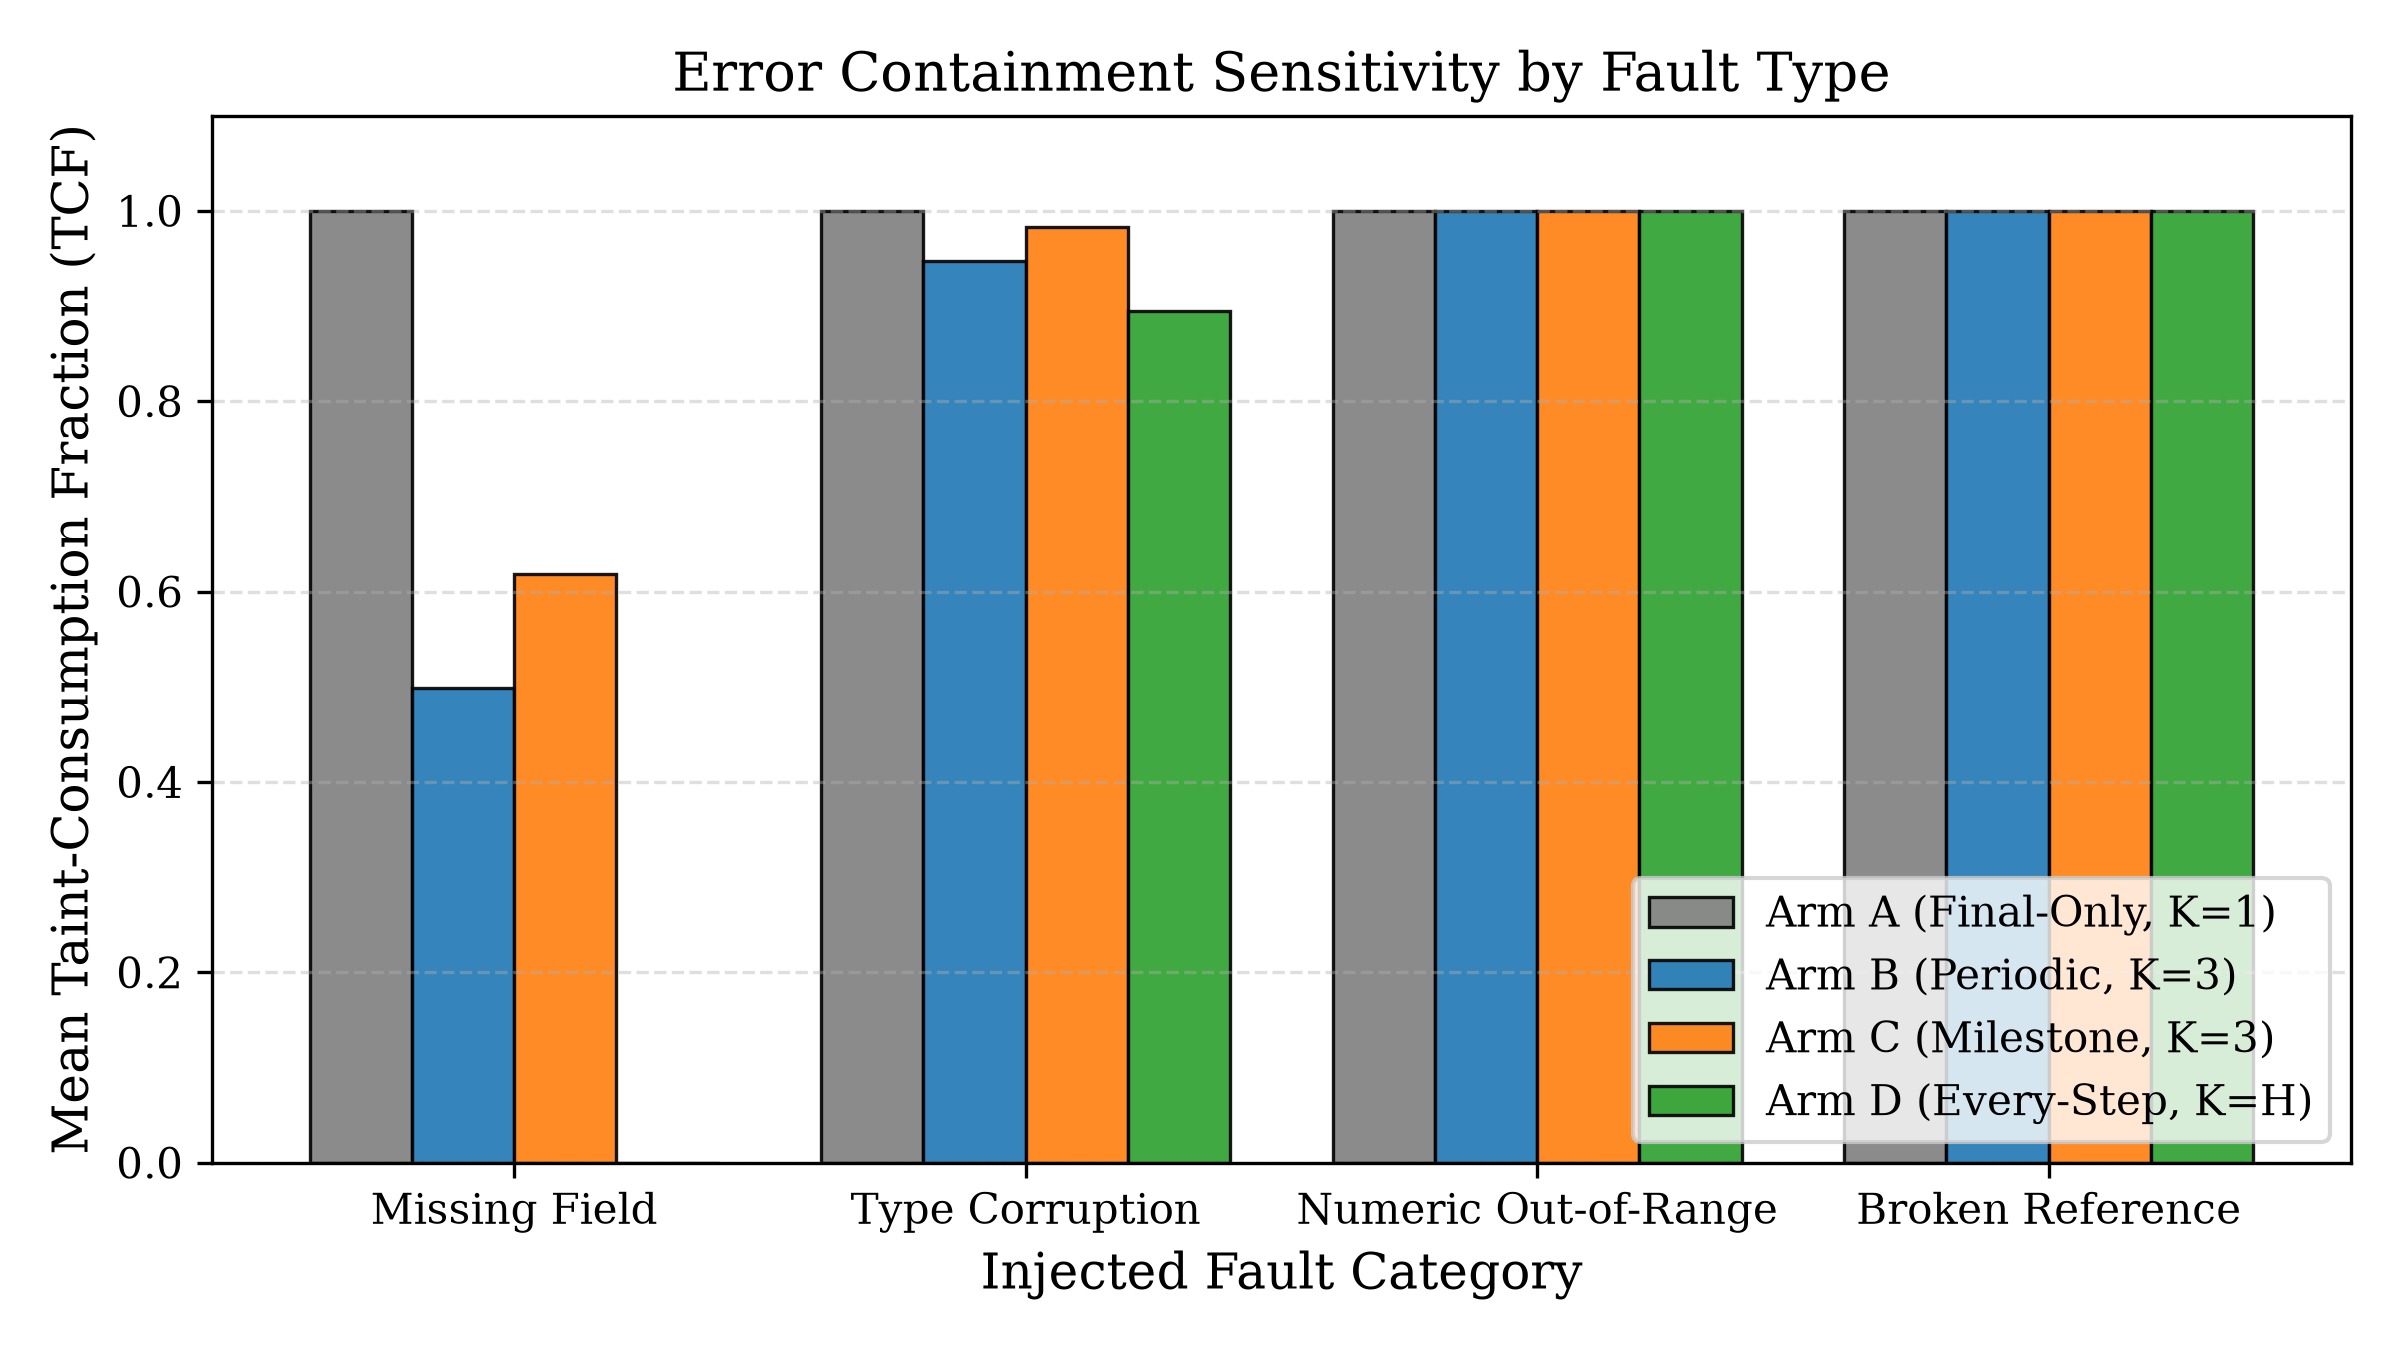 Error Containment Sensitivity by Fault Type
Mean Taint-Consumption Fraction (TCF)
1.0
0.8
0.6
0.4
0.2
0.0
Arm A (Final-Only, K=1)
Arm B (Periodic, K=3)
Arm C (Milestone, K=3)
Arm D (Every-Step, K=H)
Missing Field
Type Corruption
Numeric Out-of-Range
Broken Reference
Injected Fault Category